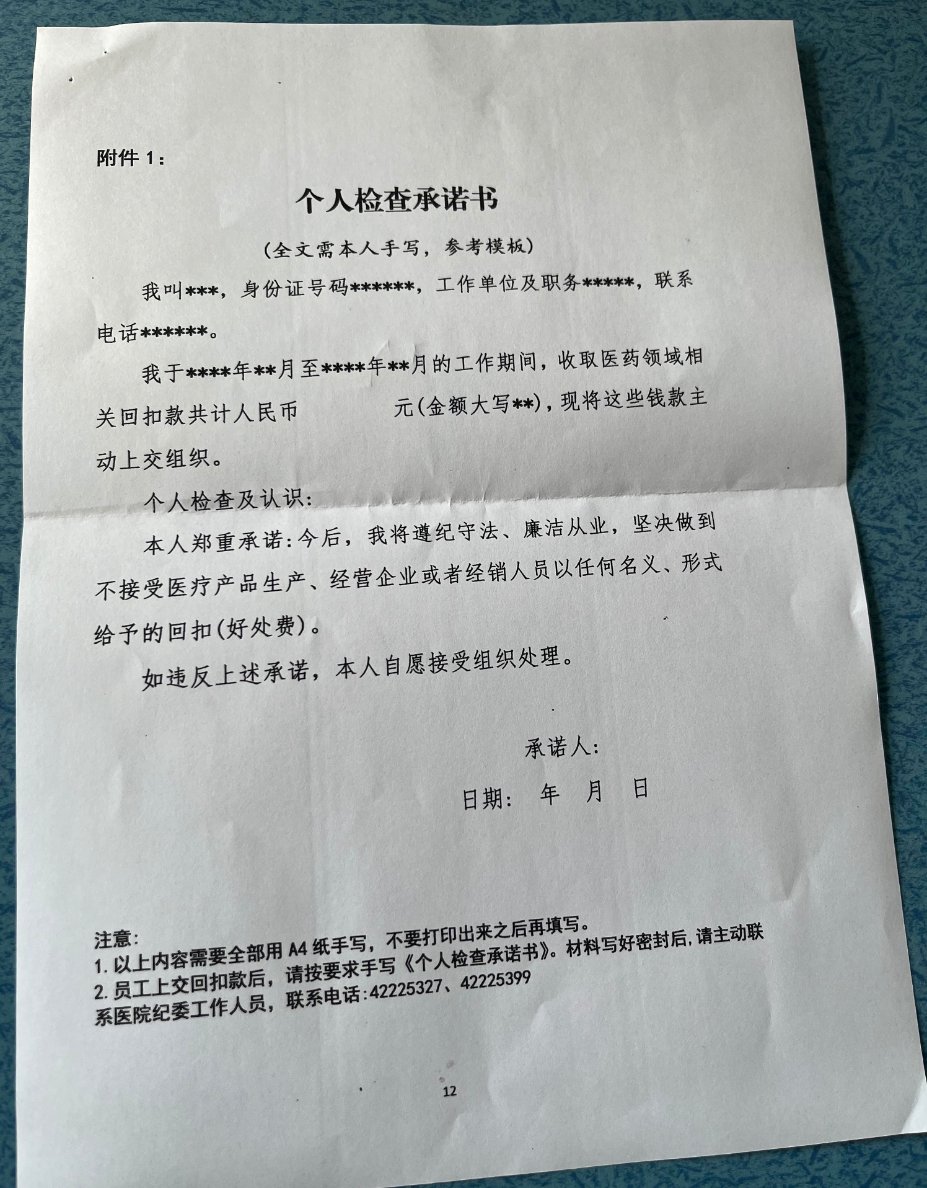 附件 1：
个人检查承诺书
(全文需本人手写，参考模板)
我叫***，身份证号码******，工作单位及职务*****，联系
电话******。
我于****年**月至****年**月的工作期间，收取医药领域相
关回扣款共计人民币 元(金额大写**)，现将这些钱款主
动上交组织。
个人检查及认识：
本人郑重承诺：今后，我将遵纪守法、廉洁从业，坚决做到
不接受医疗产品生产、经营企业或者经销人员以任何名义、形式
给予的回扣(好处费)。
如违反上述承诺，本人自愿接受组织处理。
承诺人：
日期： 年 月 日
注意：
1. 以上内容需要全部用 A4 纸手写，不要打印出来之后再填写。
2. 员工上交回扣款后，请按要求手写《个人检查承诺书》。材料写好密封后,请主动联
系医院纪委工作人员，联系电话:42225327、42225399
12